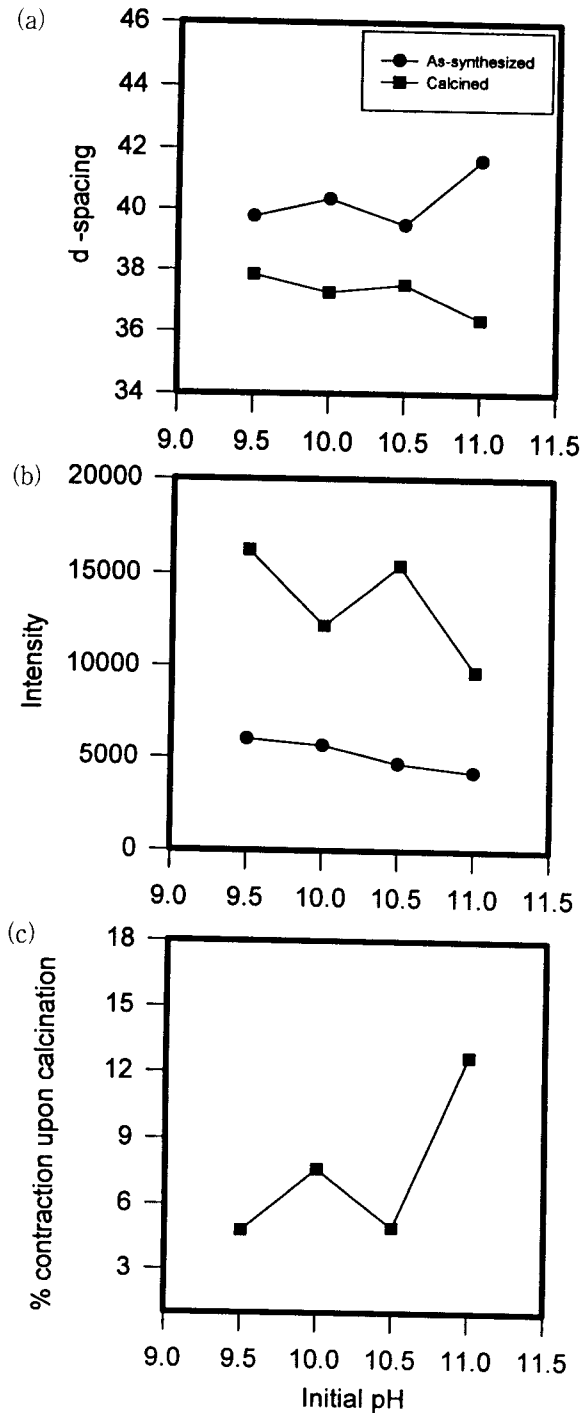 (a)
46
44
42
40
38
36
34
d -spacing
As-synthesized
Calcined
9.0 9.5 10.0 10.5 11.0 11.5
(b)
20000
15000
10000
5000
0
Intensity
9.0 9.5 10.0 10.5 11.0 11.5
(c)
18
15
12
9
6
3
% contraction upon calcination
9.0 9.5 10.0 10.5 11.0 11.5
Initial pH